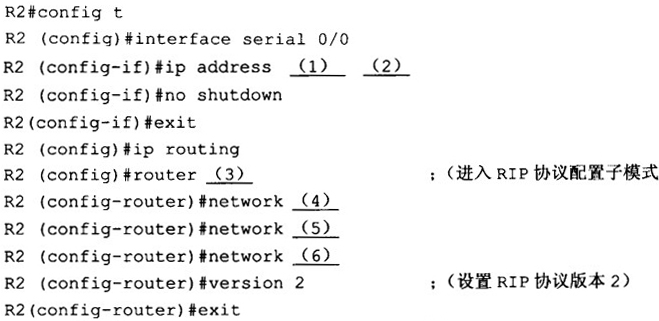 R2#config t
R2 (config)#interface serial 0/0
R2 (config-if)#ip address (1) (2)
R2 (config-if)#no shutdown
R2(config-if)#exit
R2 (config)#ip routing
R2 (config)#router (3) ;(进入 RIP 协议配置子模式
R2 (config-router)#network (4)
R2 (config-router)#network (5)
R2 (config-router)#network (6)
R2 (config-router)#version 2 ;(设置 RIP 协议版本 2)
R2(config-router)#exit